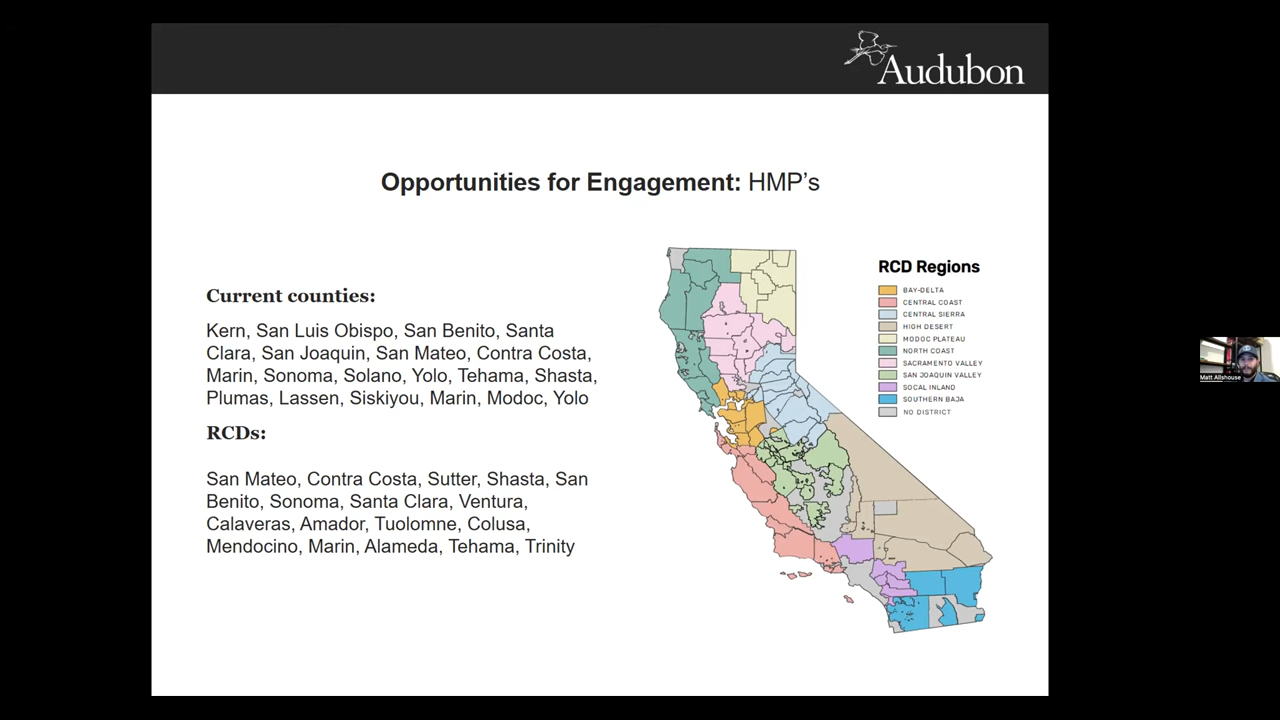 Audubon
Opportunities for Engagement: HMP's
Current counties:
Kern, San Luis Obispo, San Benito, Santa
Clara, San Joaquin, San Mateo, Contra Costa,
Marin, Sonoma, Solano, Yolo, Tehama, Shasta,
Plumas, Lassen, Siskiyou, Marin, Modoc, Yolo
RCDs:
San Mateo, Contra Costa, Sutter, Shasta, San
Benito, Sonoma, Santa Clara, Ventura,
Calaveras, Amador, Tuolomne, Colusa,
Mendocino, Marin, Alameda, Tehama, Trinity
RCD Regions
BAY-DELTA
CENTRAL COAST
CENTRAL SIERRA
HIGH DESERT
MODOC PLATEAU
NORTH COAST
SACRAMENTO VALLEY
SAN JOAQUIN VALLEY
SOCAL INLAND
SOUTHERN BAJA
NO DISTRICT
Matt Allshouse